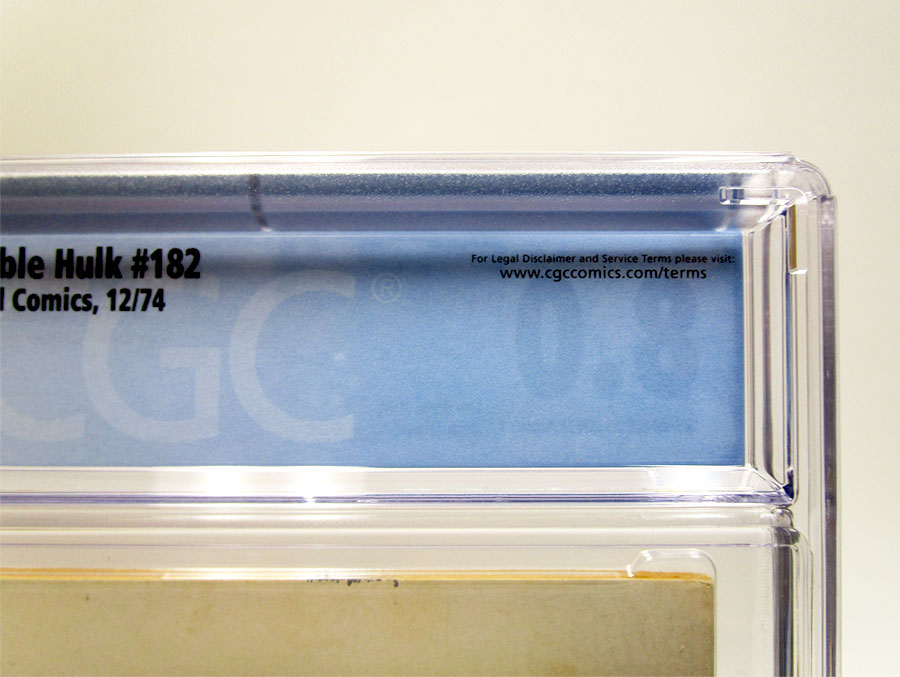 ble Hulk #182
l Comics, 12/74
For Legal Disclaimer and Service Terms please visit:
www.cgccomics.com/terms
CGC®